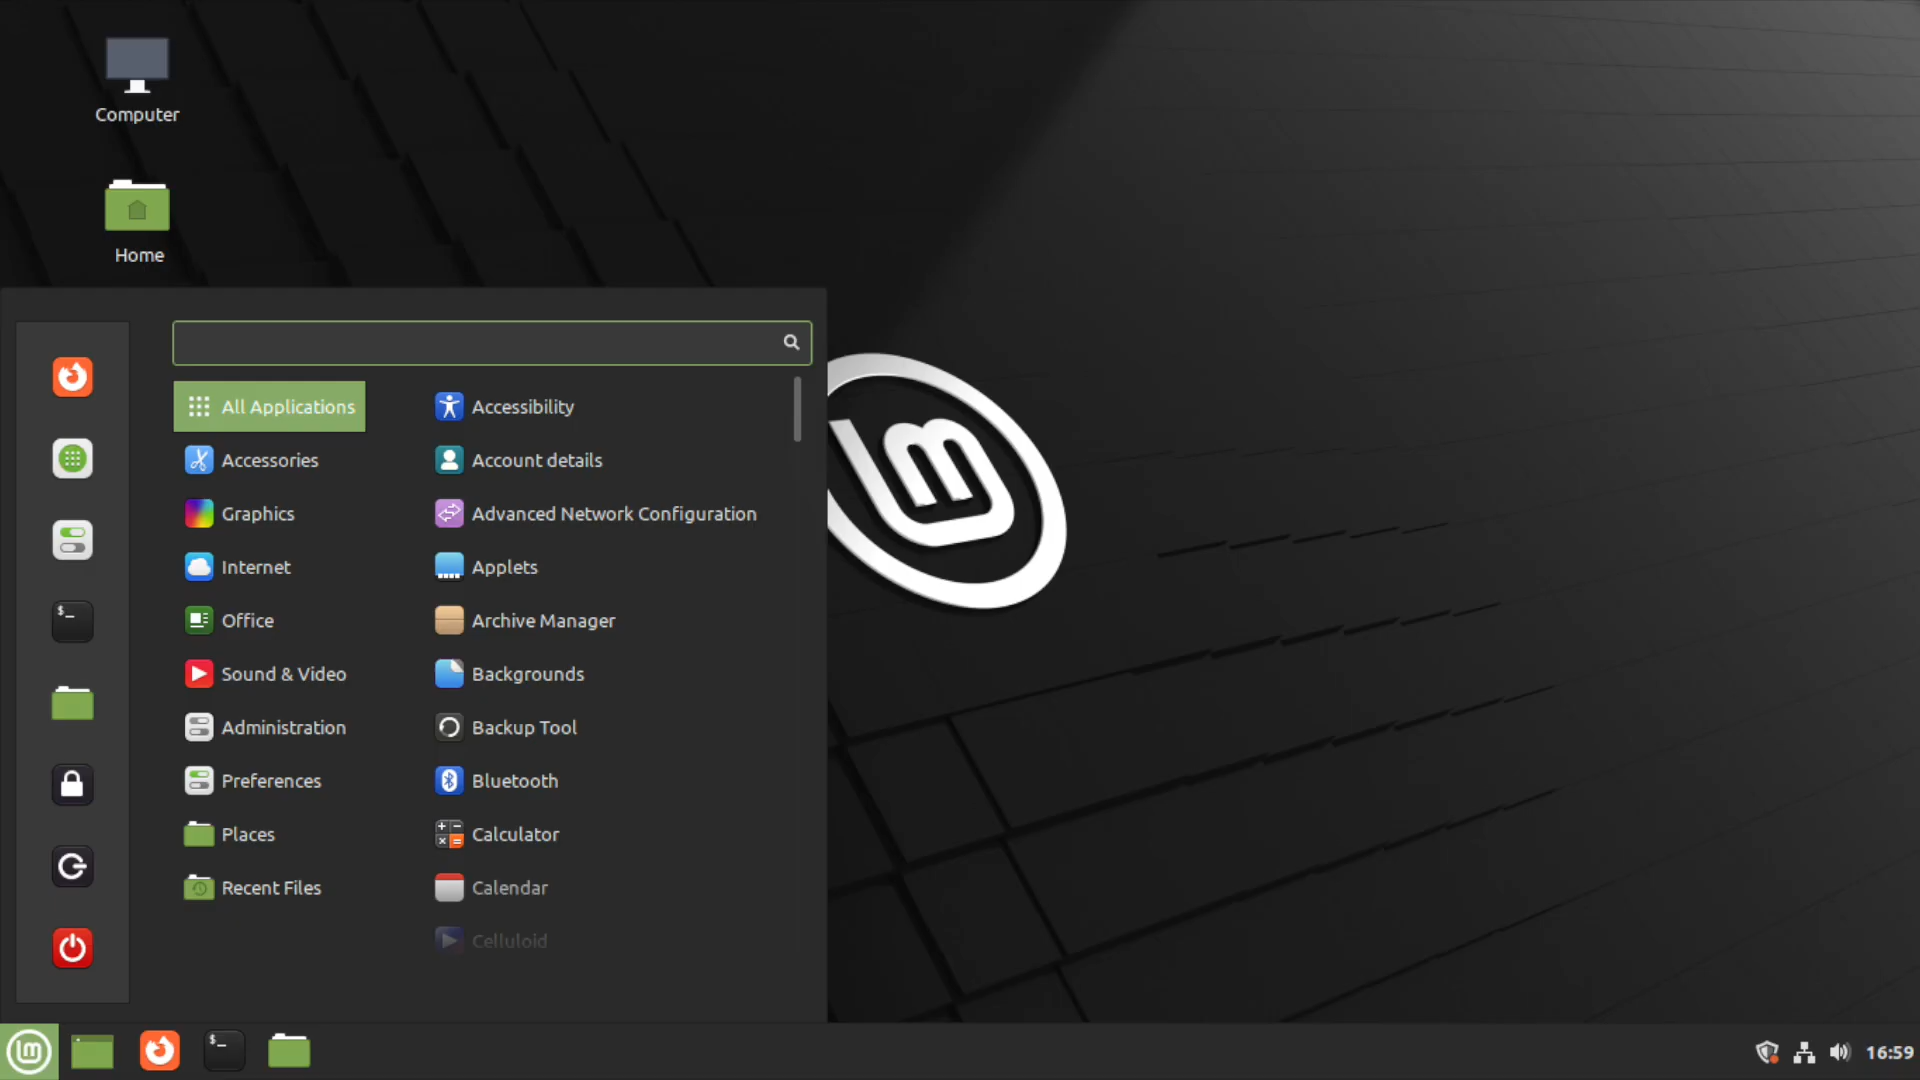 Computer
Home
All Applications
Accessories
Graphics
Internet
Office
Sound & Video
Administration
Preferences
Places
Recent Files
Accessibility
Account details
Advanced Network Configuration
Applets
Archive Manager
Backgrounds
Backup Tool
Bluetooth
Calculator
Calendar
Celluloid
16:59